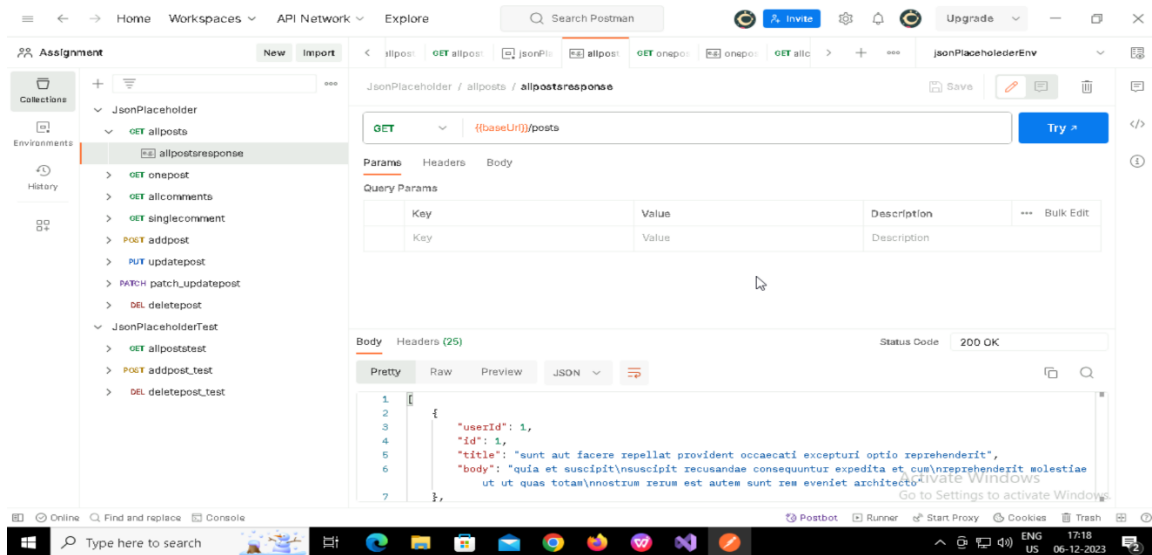 Home Workspaces API Network Explore Search Postman Invite Upgrade
Assignment New Import allpost GET allpost jsonPla allpost GET onepos onepos GET allc jsonPlaceholederEnv
Collections
Environments
History
JsonPlaceholder
GET allposts
allpostsresponse
GET onepost
GET allcomments
GET singlecomment
POST addpost
PUT updatepost
PATCH patch_updatepost
DEL deletepost
JsonPlaceholderTest
GET allpoststest
POST addpost_test
DEL deletepost_test
JsonPlaceholder / allposts / allpostsresponse Save
GET {{baseUrl}}/posts Try
Params Headers Body
Query Params
Key Value Description Bulk Edit
Key Value Description
Body Headers (25) Status Code 200 OK
Pretty Raw Preview JSON
1 [
2 {
3 "userId": 1,
4 "id": 1,
5 "title": "sunt aut facere repellat provident occaecati excepturi optio reprehenderit",
6 "body": "quia et suscipit\nsuscipit recusandae consequuntur expedita et cum\nreprehenderit molestiae
ut ut quas totam\nnostrum rerum est autem sunt rem eveniet architecto"
7 },
Activate Windows
Go to Settings to activate Windows.
Online Find and replace Console Postbot Runner Start Proxy Cookies Trash
Type here to search ENG 17:18
US 06-12-2023